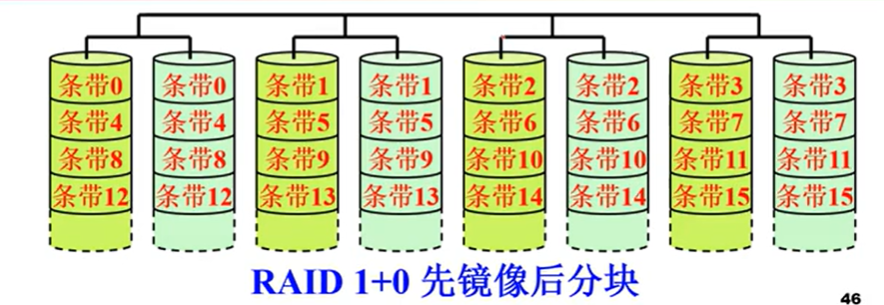 条带0 条带0 条带1 条带1 条带2 条带2 条带3 条带3
条带4 条带4 条带5 条带5 条带6 条带6 条带7 条带7
条带8 条带8 条带9 条带9 条带10 条带10 条带11 条带11
条带12 条带12 条带13 条带13 条带14 条带14 条带15 条带15
RAID 1+0 先镜像后分块
46